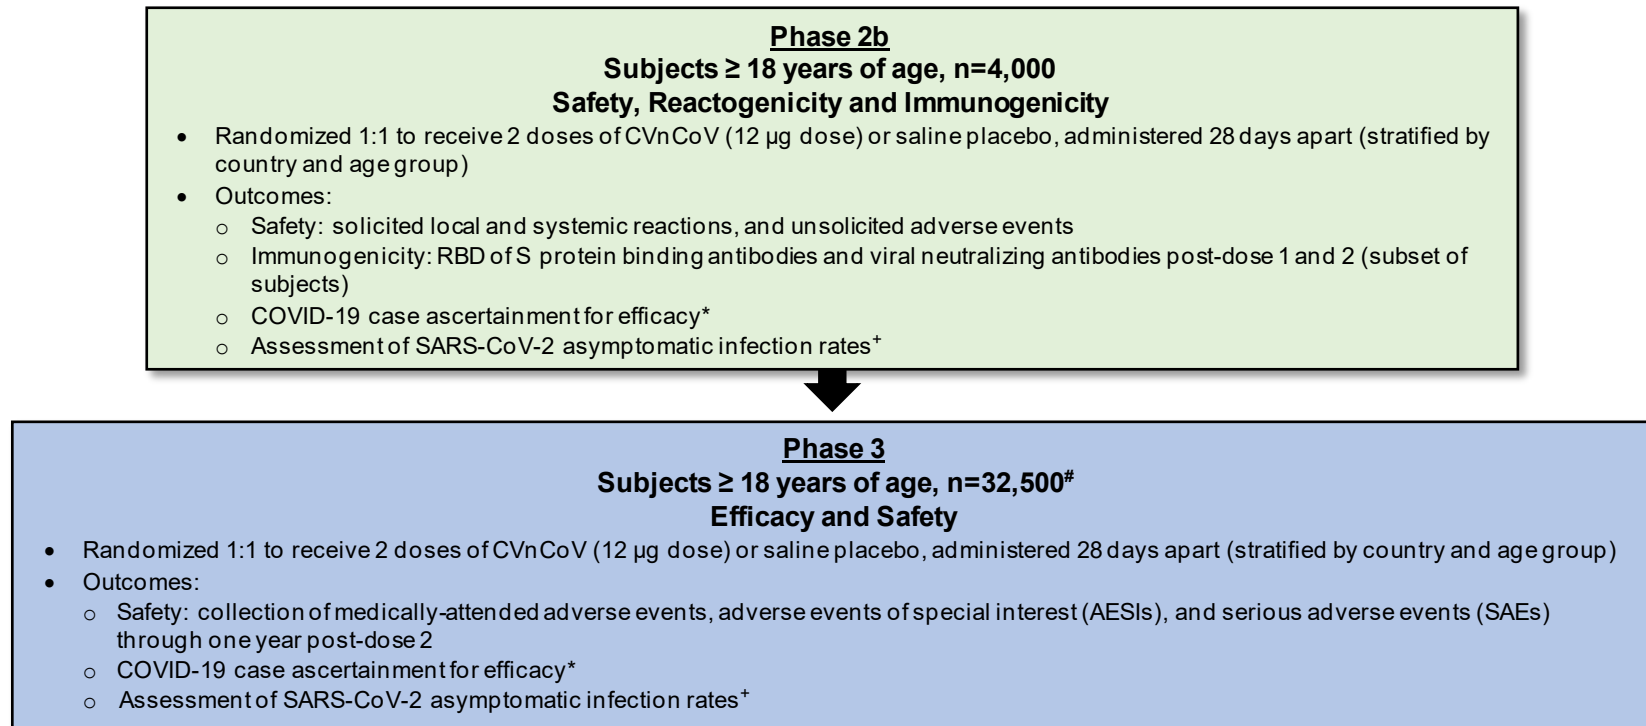 Phase 2b
Subjects ≥ 18 years of age, n=4,000
Safety, Reactogenicity and Immunogenicity
• Randomized 1:1 to receive 2 doses of CVnCoV (12 µg dose) or saline placebo, administered 28 days apart (stratified by
country and age group)
• Outcomes:
o Safety: solicited local and systemic reactions, and unsolicited adverse events
o Immunogenicity: RBD of S protein binding antibodies and viral neutralizing antibodies post-dose 1 and 2 (subset of
subjects)
o COVID-19 case ascertainment for efficacy*
o Assessment of SARS-CoV-2 asymptomatic infection rates+
Phase 3
Subjects ≥ 18 years of age, n=32,500#
Efficacy and Safety
• Randomized 1:1 to receive 2 doses of CVnCoV (12 µg dose) or saline placebo, administered 28 days apart (stratified by country and age group)
• Outcomes:
o Safety: collection of medically-attended adverse events, adverse events of special interest (AESIs), and serious adverse events (SAEs)
through one year post-dose 2
o COVID-19 case ascertainment for efficacy*
o Assessment of SARS-CoV-2 asymptomatic infection rates+